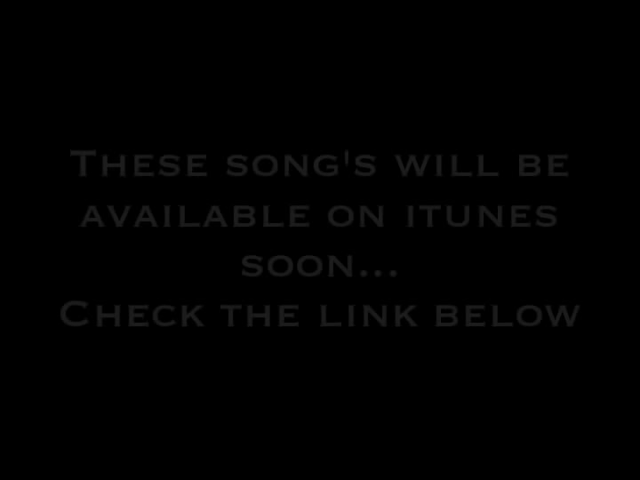 These song's will be
available on itunes
soon...
Check the link below